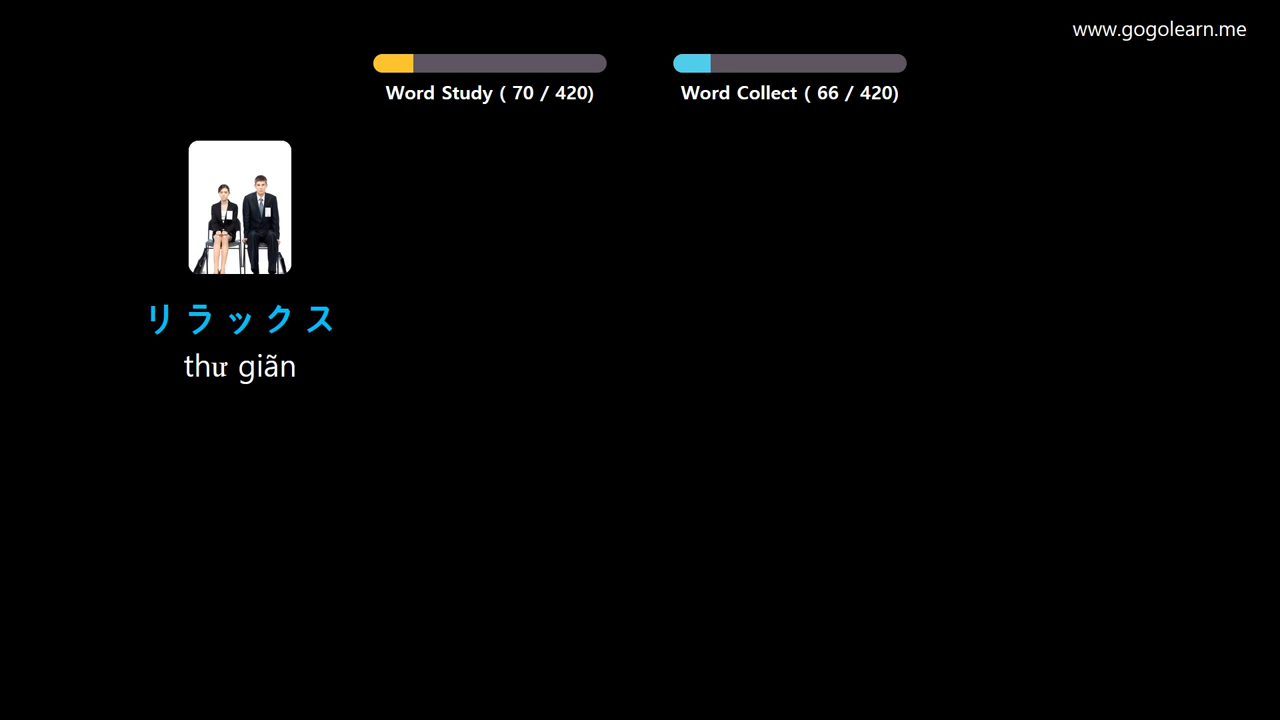 www.gogolearn.me
Word Study ( 70 / 420)
Word Collect ( 66 / 420)
リラックス
thư giãn